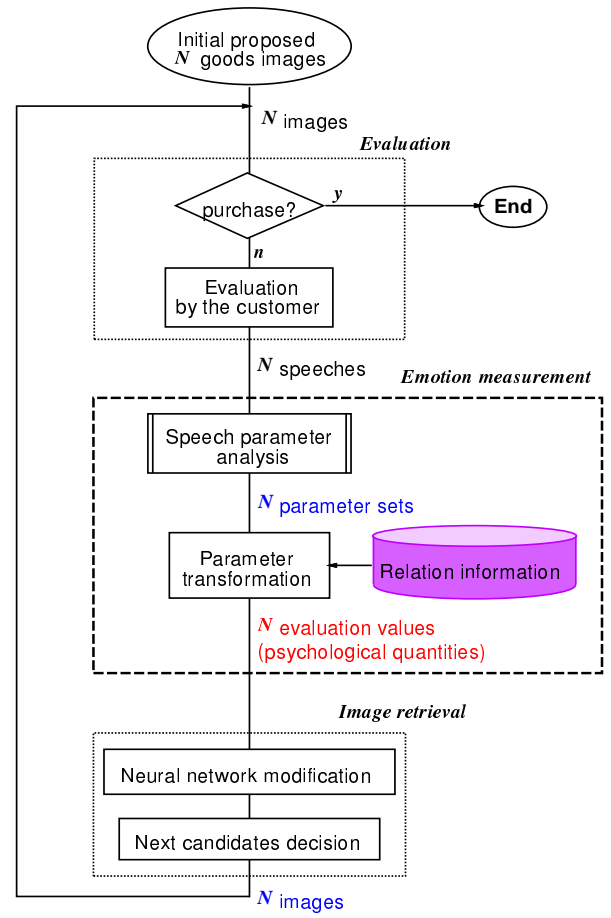 Initial proposed
N goods images
N images
Evaluation
purchase?
y
End
n
Evaluation
by the customer
N speeches
Emotion measurement
Speech parameter
analysis
N parameter sets
Parameter
transformation
Relation information
N evaluation values
(psychological quantities)
Image retrieval
Neural network modification
Next candidates decision
N images